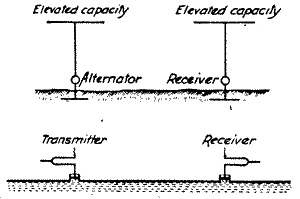 Elevated capacity Elevated capacity
Alternator Receiver
Transmitter Receiver